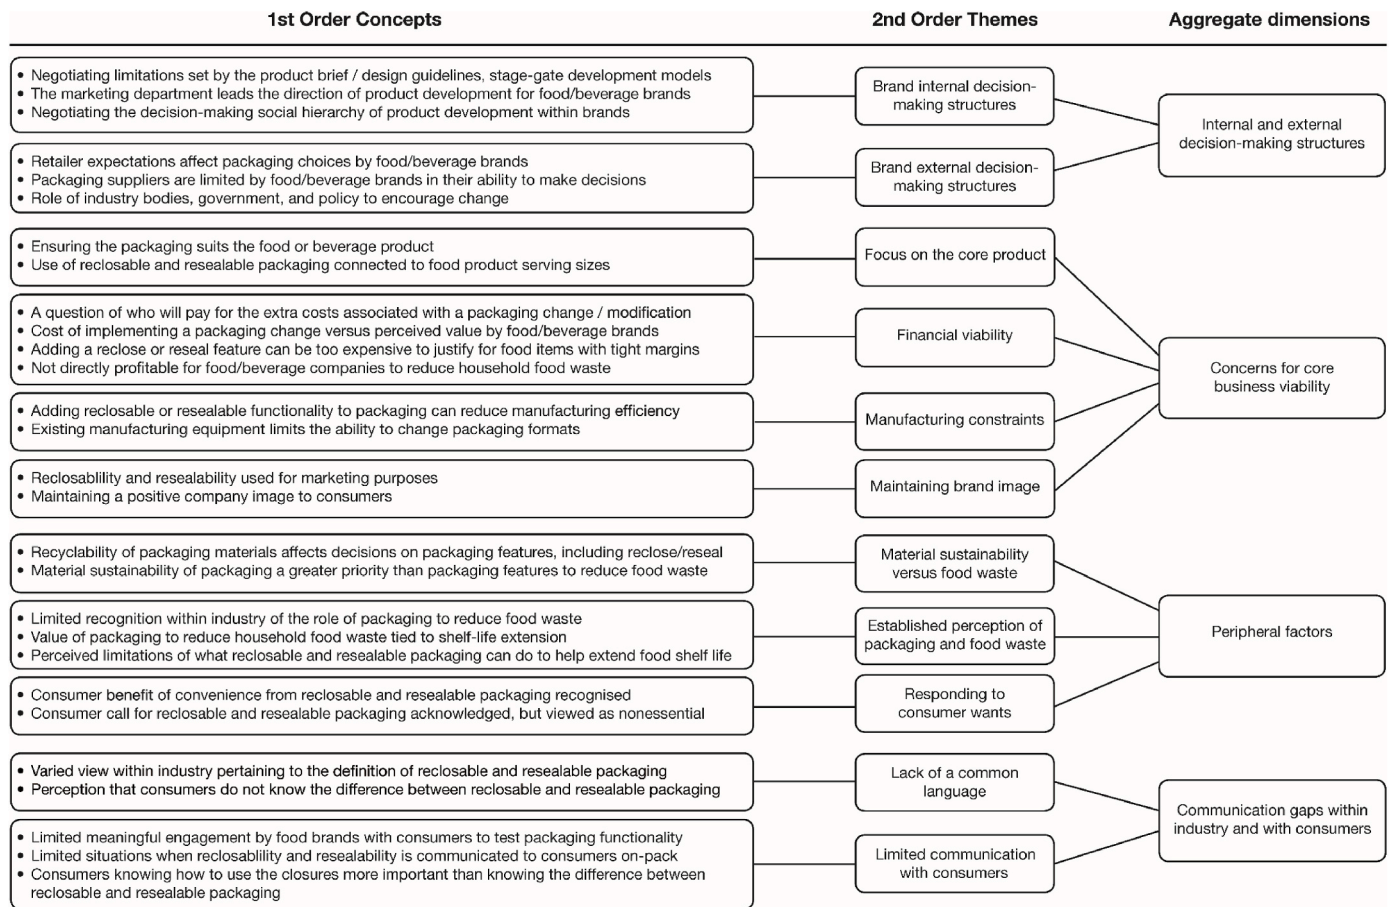 1st Order Concepts
2nd Order Themes
Aggregate dimensions
• Negotiating limitations set by the product brief / design guidelines, stage-gate development models
• The marketing department leads the direction of product development for food/beverage brands
• Negotiating the decision-making social hierarchy of product development within brands
Brand internal decision-
making structures
Internal and external
decision-making structures
• Retailer expectations affect packaging choices by food/beverage brands
• Packaging suppliers are limited by food/beverage brands in their ability to make decisions
• Role of industry bodies, government, and policy to encourage change
Brand external decision-
making structures
• Ensuring the packaging suits the food or beverage product
• Use of reclosable and resealable packaging connected to food product serving sizes
Focus on the core product
• A question of who will pay for the extra costs associated with a packaging change / modification
• Cost of implementing a packaging change versus perceived value by food/beverage brands
• Adding a reclose or reseal feature can be too expensive to justify for food items with tight margins
• Not directly profitable for food/beverage companies to reduce household food waste
Financial viability
Concerns for core
business viability
• Adding reclosable or resealable functionality to packaging can reduce manufacturing efficiency
• Existing manufacturing equipment limits the ability to change packaging formats
Manufacturing constraints
• Reclosablility and resealability used for marketing purposes
• Maintaining a positive company image to consumers
Maintaining brand image
• Recyclability of packaging materials affects decisions on packaging features, including reclose/reseal
• Material sustainability of packaging a greater priority than packaging features to reduce food waste
Material sustainability
versus food waste
• Limited recognition within industry of the role of packaging to reduce food waste
• Value of packaging to reduce household food waste tied to shelf-life extension
• Perceived limitations of what reclosable and resealable packaging can do to help extend food shelf life
Established perception of
packaging and food waste
Peripheral factors
• Consumer benefit of convenience from reclosable and resealable packaging recognised
• Consumer call for reclosable and resealable packaging acknowledged, but viewed as nonessential
Responding to
consumer wants
• Varied view within industry pertaining to the definition of reclosable and resealable packaging
• Perception that consumers do not know the difference between reclosable and resealable packaging
Lack of a common
language
Communication gaps within
industry and with consumers
• Limited meaningful engagement by food brands with consumers to test packaging functionality
• Limited situations when reclosablility and resealability is communicated to consumers on-pack
• Consumers knowing how to use the closures more important than knowing the difference between
reclosable and resealable packaging
Limited communication
with consumers